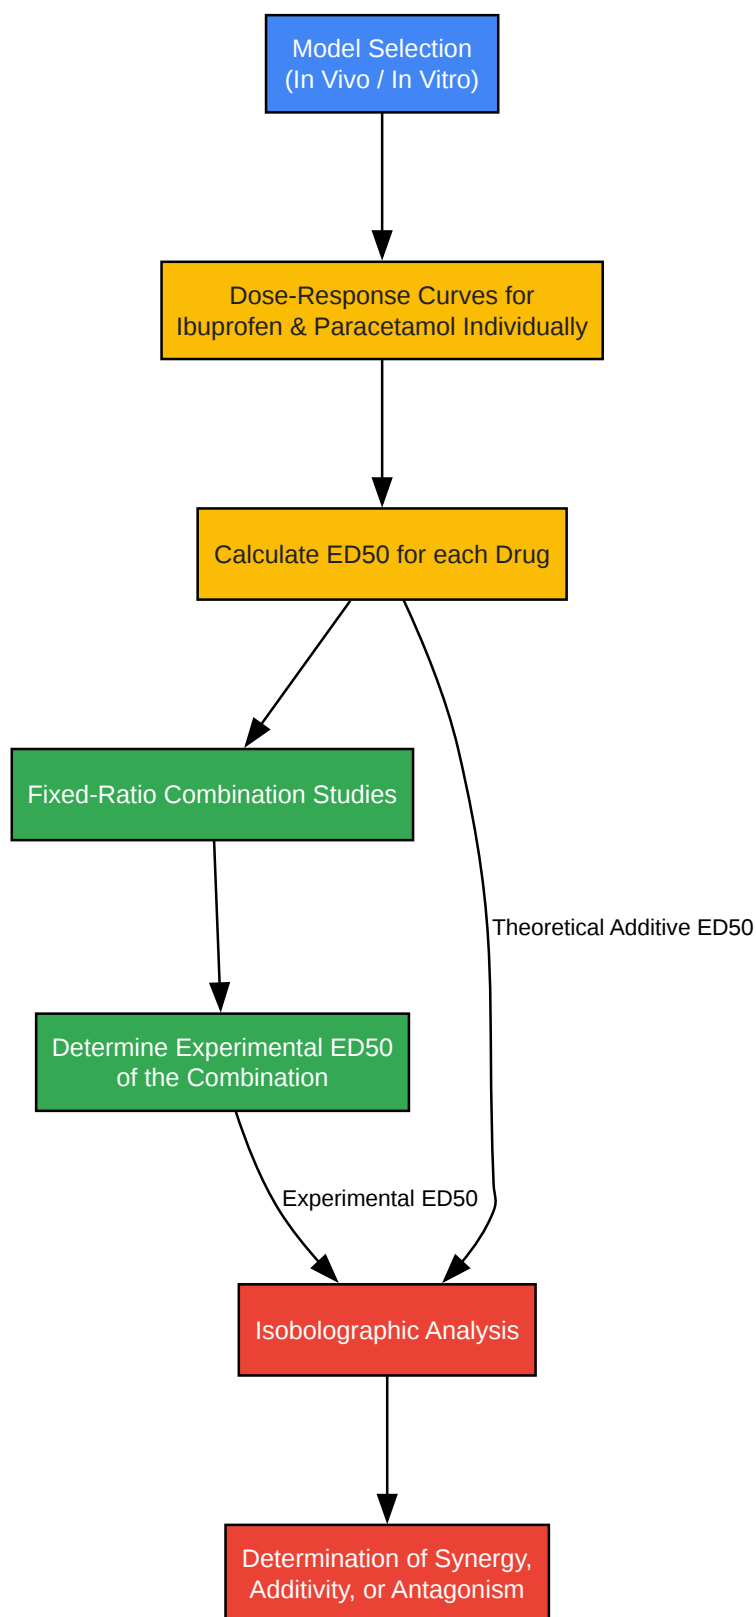 Model Selection
(In Vivo / In Vitro)
Dose-Response Curves for
Ibuprofen & Paracetamol Individually
Calculate ED50 for each Drug
Fixed-Ratio Combination Studies
Theoretical Additive ED50
Determine Experimental ED50
of the Combination
Experimental ED50
Isobolographic Analysis
Determination of Synergy,
Additivity, or Antagonism